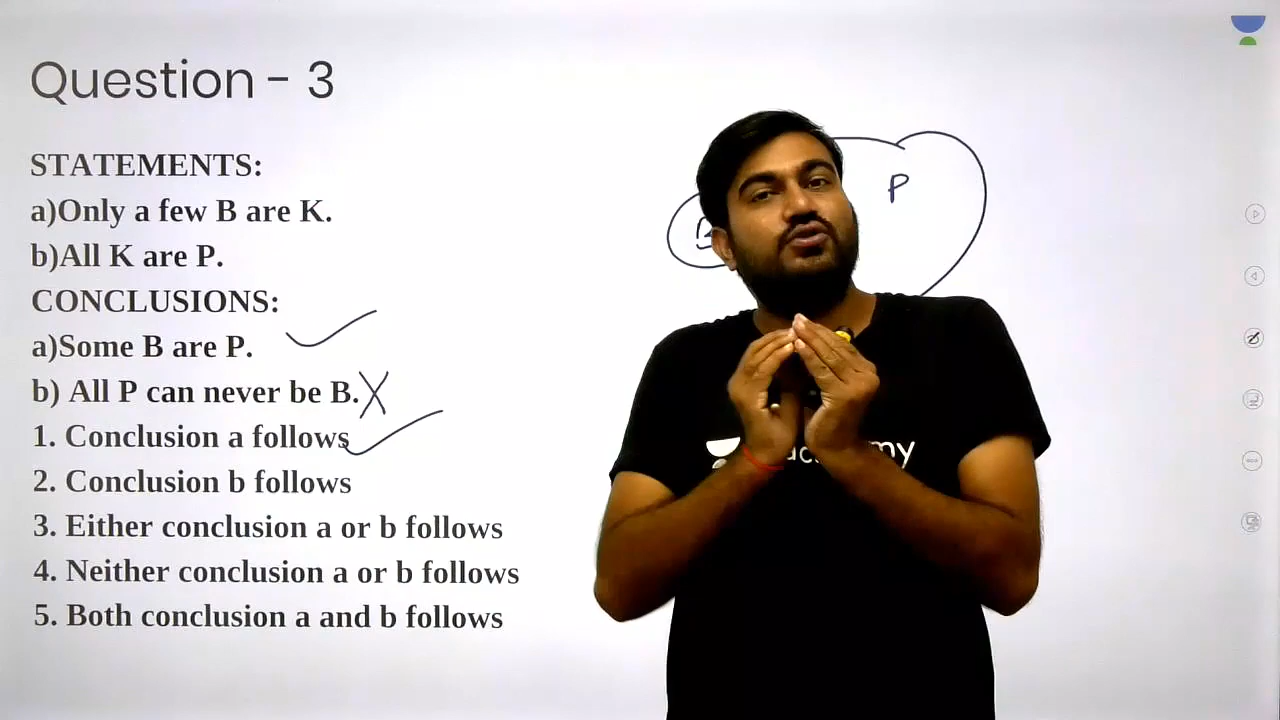 Question - 3
STATEMENTS:
a)Only a few B are K.
b)All K are P.
CONCLUSIONS:
a)Some B are P.
b) All P can never be B.
1. Conclusion a follows
2. Conclusion b follows
3. Either conclusion a or b follows
4. Neither conclusion a or b follows
5. Both conclusion a and b follows
P